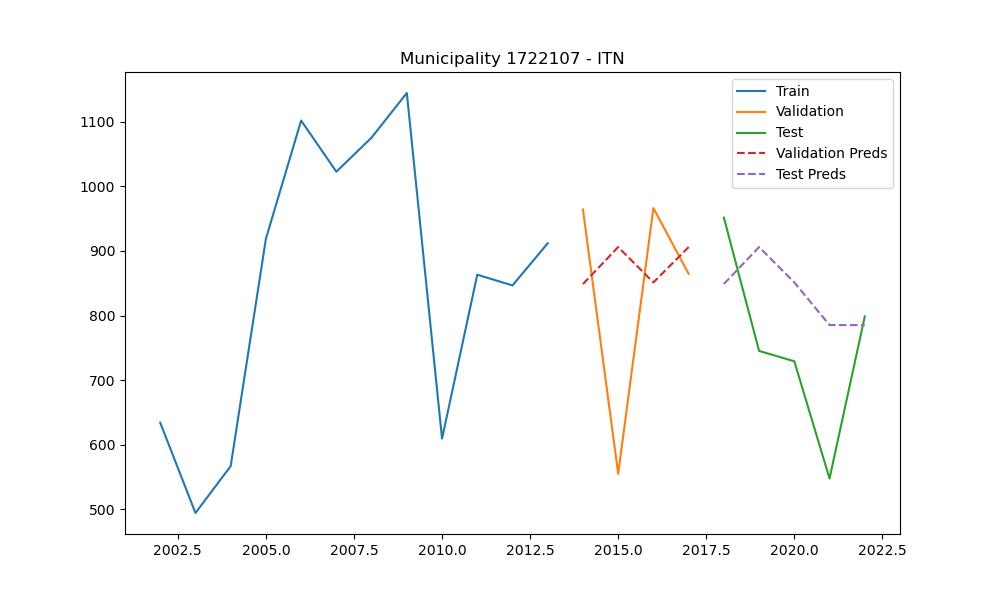 Municipality 1722107 - ITN
Train
Validation
Test
Validation Preds
Test Preds
1100
1000
900
800
700
600
500
2002.5 2005.0 2007.5 2010.0 2012.5 2015.0 2017.5 2020.0 2022.5